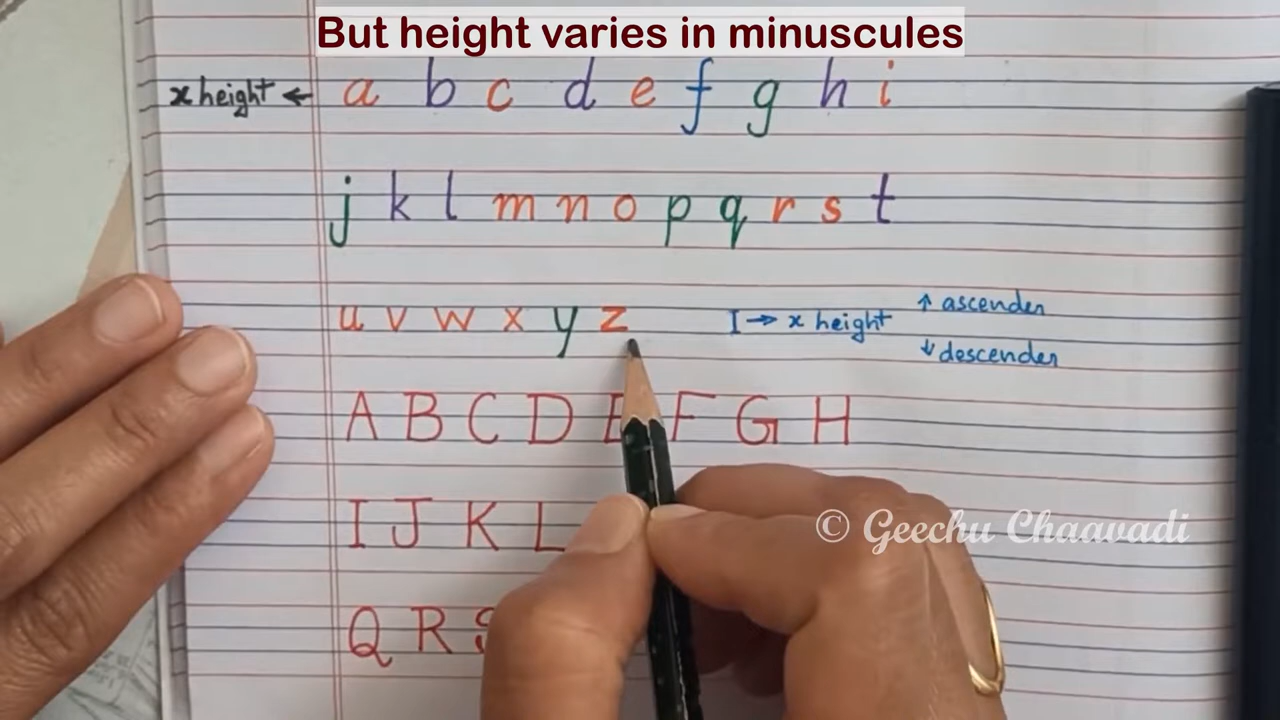 But height varies in minuscules
x height ← a b c d e f g h i
j k l m n o p q r s t
u v w x y z I → x height ↑ ascender
↓ descender
A B C D E F G H
I J K L
© Geechu Chaavadi
Q R S